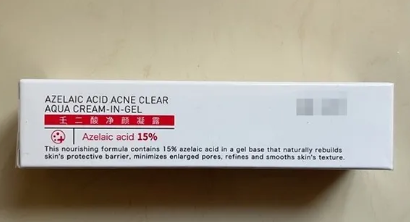 AZELAIC ACID ACNE CLEAR
AQUA CREAM-IN-GEL
壬二酸净颜凝露
Azelaic acid 15%
This nourishing formula contains 15% azelaic acid in a gel base that naturally rebuilds
skin's protective barrier, minimizes enlarged pores, refines and smooths skin's texture.